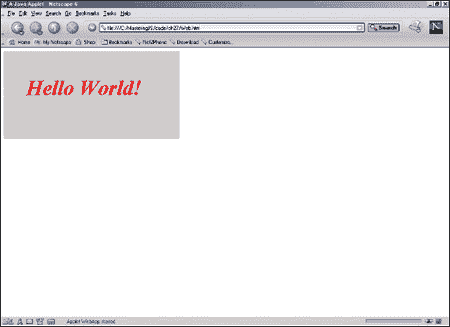 A Java Applet - Netscape 6
File Edit View Search Go Bookmarks Tasks Help
Search
Home My Netscape Shop Bookmarks Net2Phone Download Customize...
Hello World!
Applet started